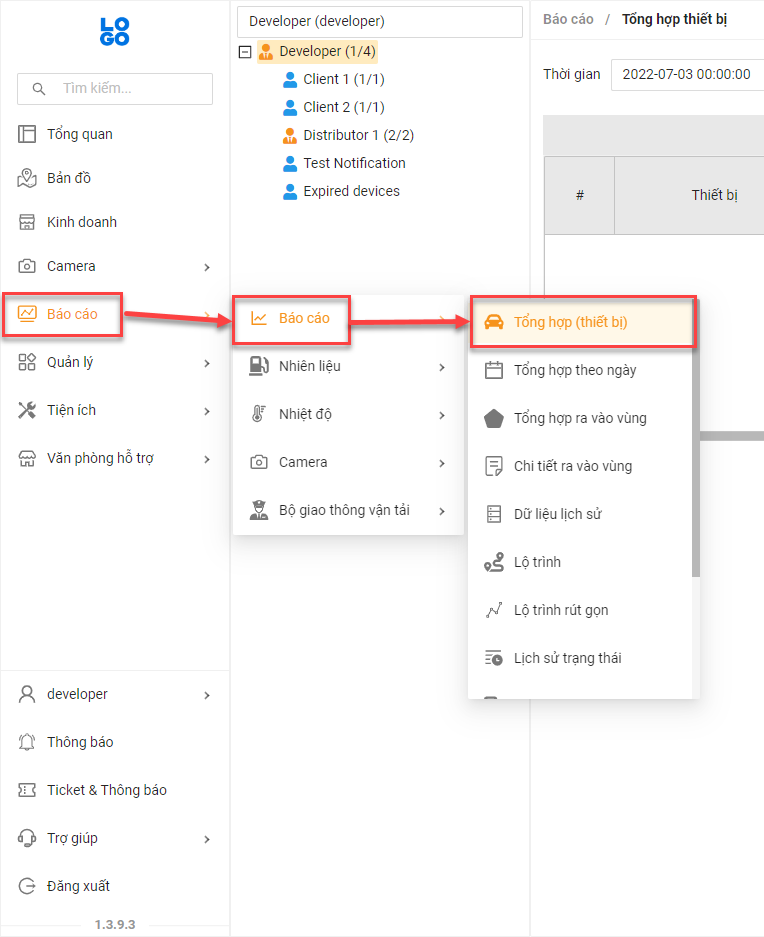 LO
GO
Tìm kiếm...
Tổng quan
Bản đồ
Kinh doanh
Camera
Báo cáo
Quản lý
Tiện ích
Văn phòng hỗ trợ
developer
Thông báo
Ticket & Thông báo
Trợ giúp
Đăng xuất
1.3.9.3
Developer (developer)
Developer (1/4)
Client 1 (1/1)
Client 2 (1/1)
Distributor 1 (2/2)
Test Notification
Expired devices
Báo cáo
Nhiên liệu
Nhiệt độ
Camera
Bộ giao thông vận tải
Tổng hợp (thiết bị)
Tổng hợp theo ngày
Tổng hợp ra vào vùng
Chi tiết ra vào vùng
Dữ liệu lịch sử
Lộ trình
Lộ trình rút gọn
Lịch sử trạng thái
Báo cáo / Tổng hợp thiết bị
Thời gian 2022-07-03 00:00:00
# Thiết bị